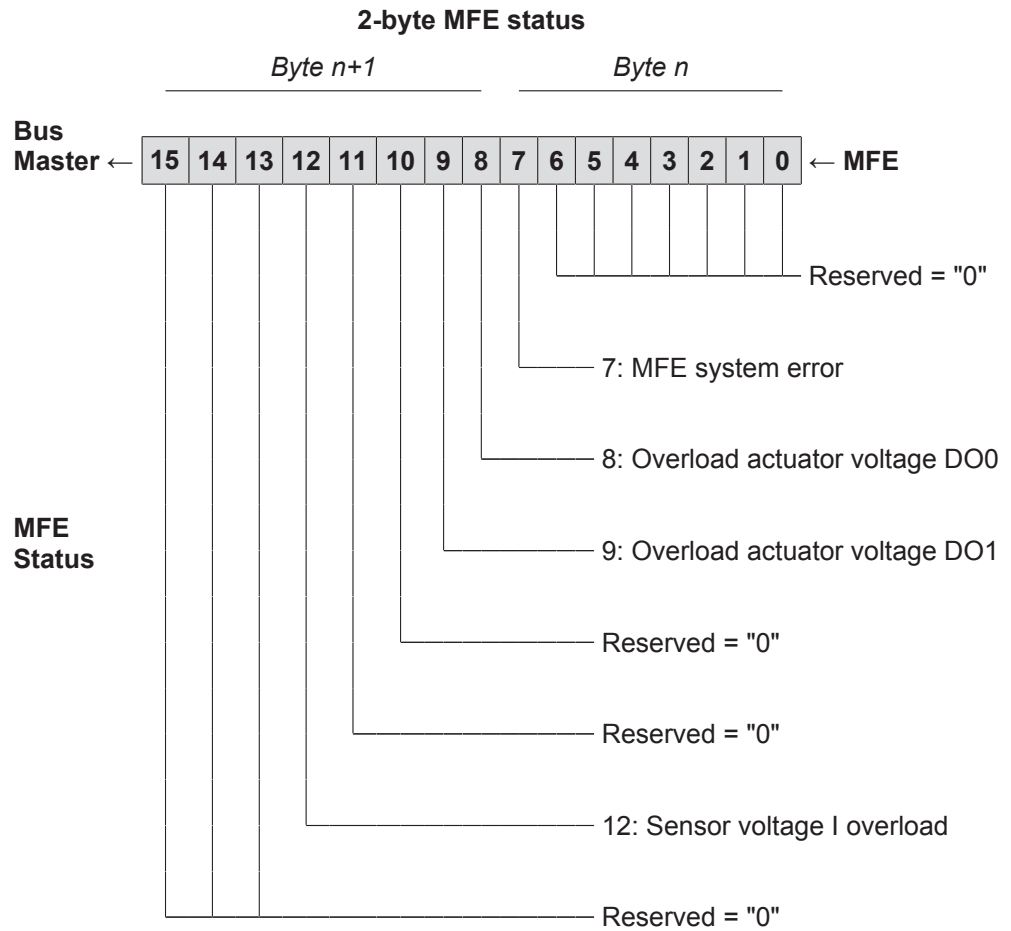 2-byte MFE status
Byte n+1 Byte n
Bus
Master ← 15 14 13 12 11 10 9 8 7 6 5 4 3 2 1 0 ← MFE
Reserved = "0"
7: MFE system error
8: Overload actuator voltage DO0
MFE
Status
9: Overload actuator voltage DO1
Reserved = "0"
Reserved = "0"
12: Sensor voltage I overload
Reserved = "0"